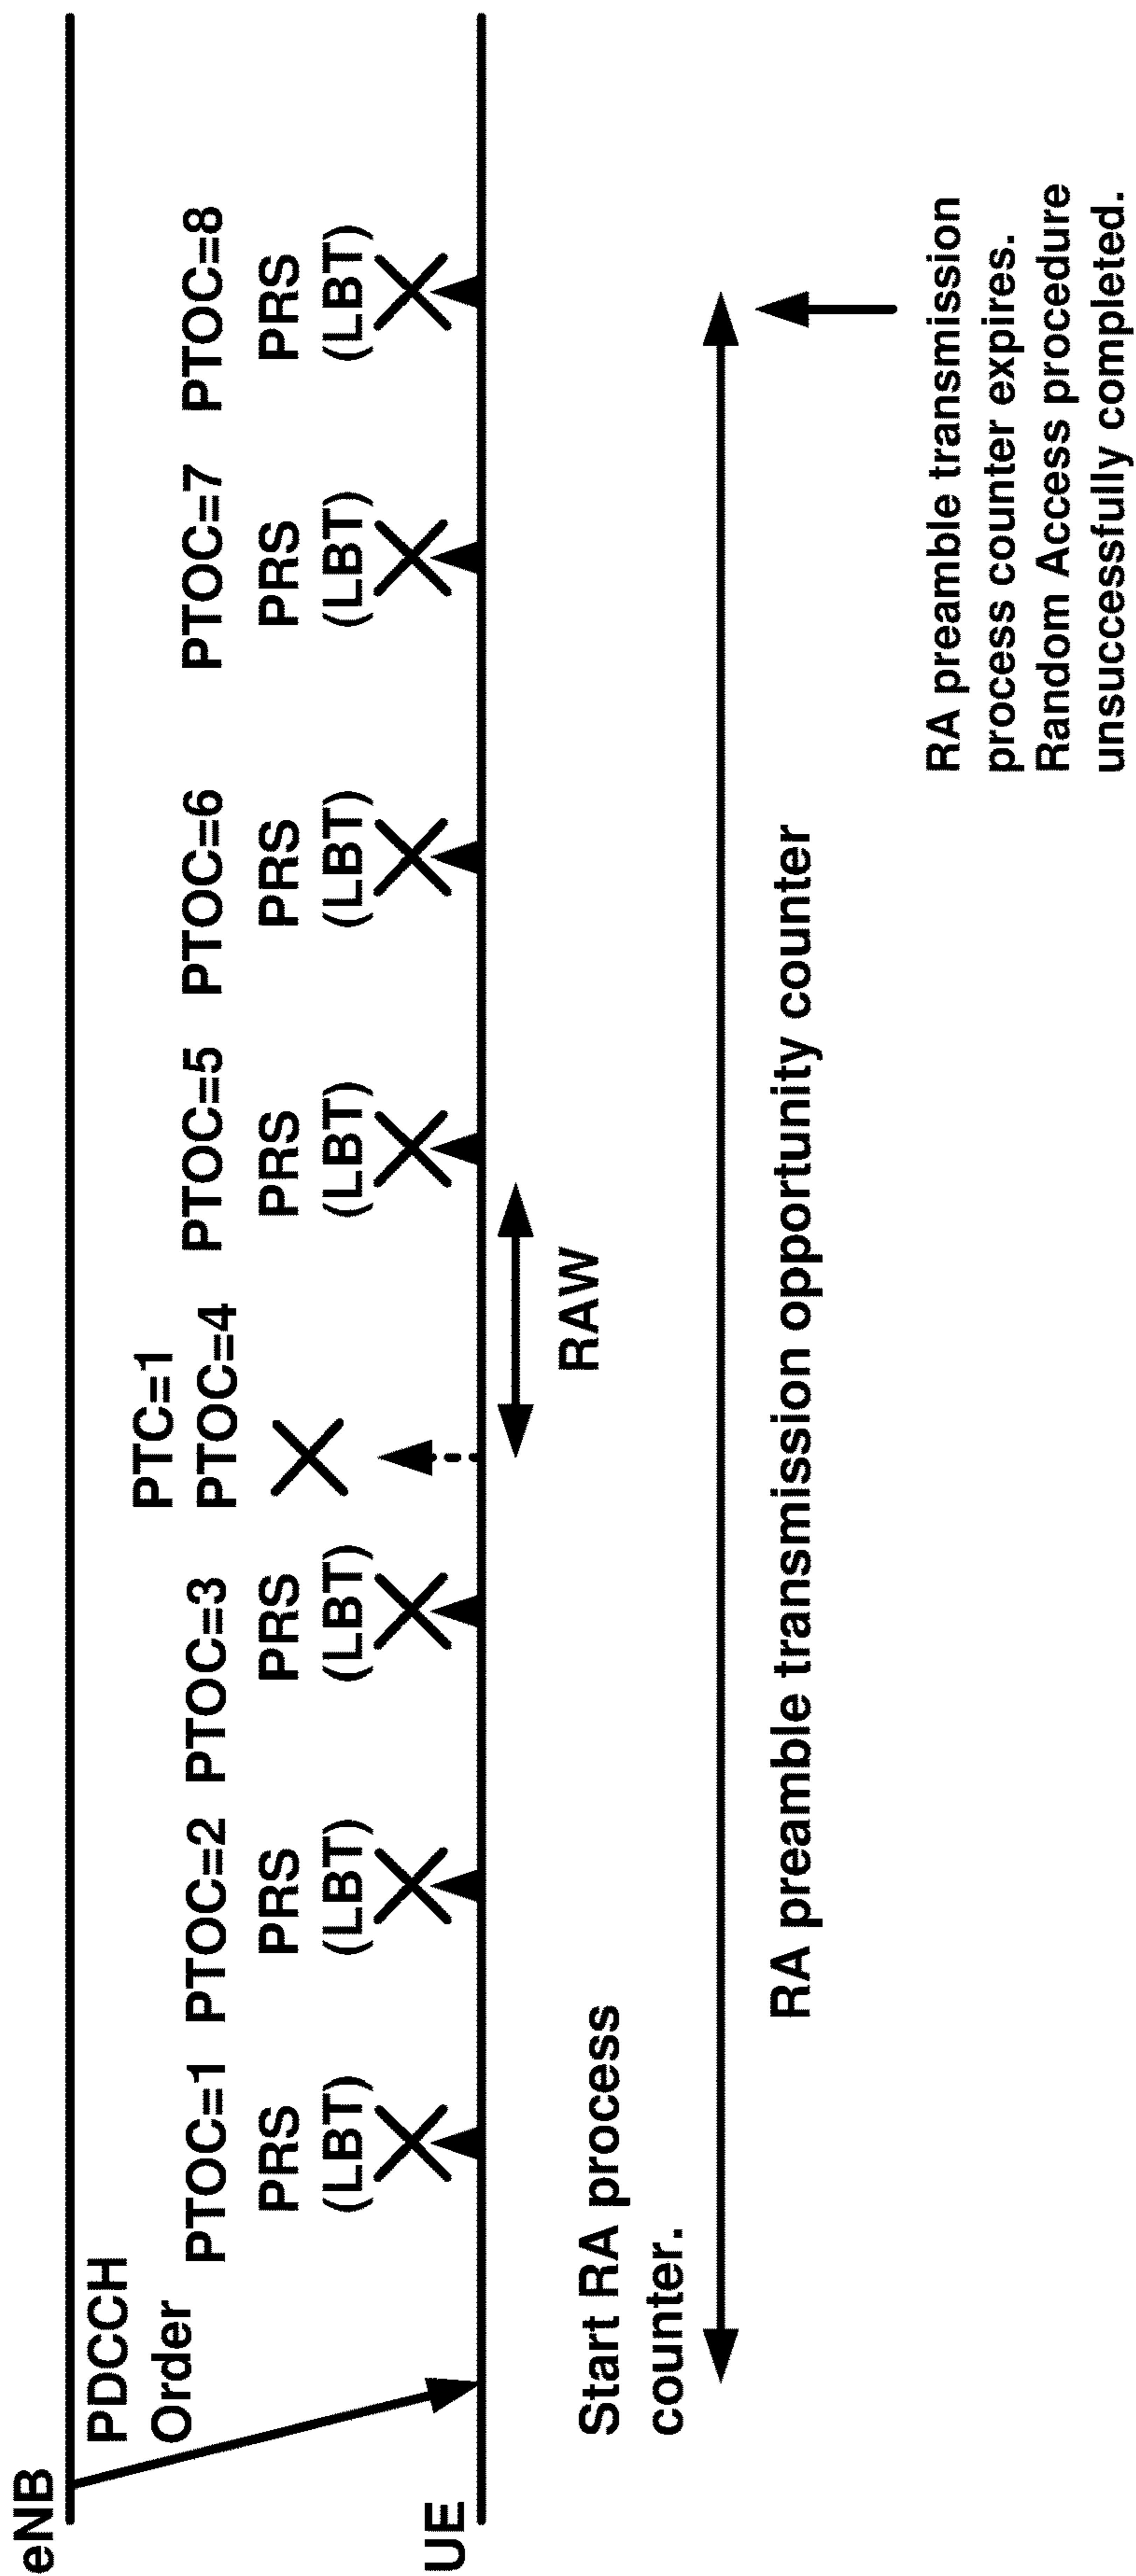 eNB
PDCCH
Order
PTC=1
PTOC=1 PTOC=2 PTOC=3 PTOC=4 PTOC=5 PTOC=6 PTOC=7 PTOC=8
PRS PRS PRS PRS PRS PRS PRS
(LBT) (LBT) (LBT) (LBT) (LBT) (LBT) (LBT)
UE
RAW
Start RA process
counter.
RA preamble transmission opportunity counter
RA preamble transmission
process counter expires.
Random Access procedure
unsuccessfully completed.